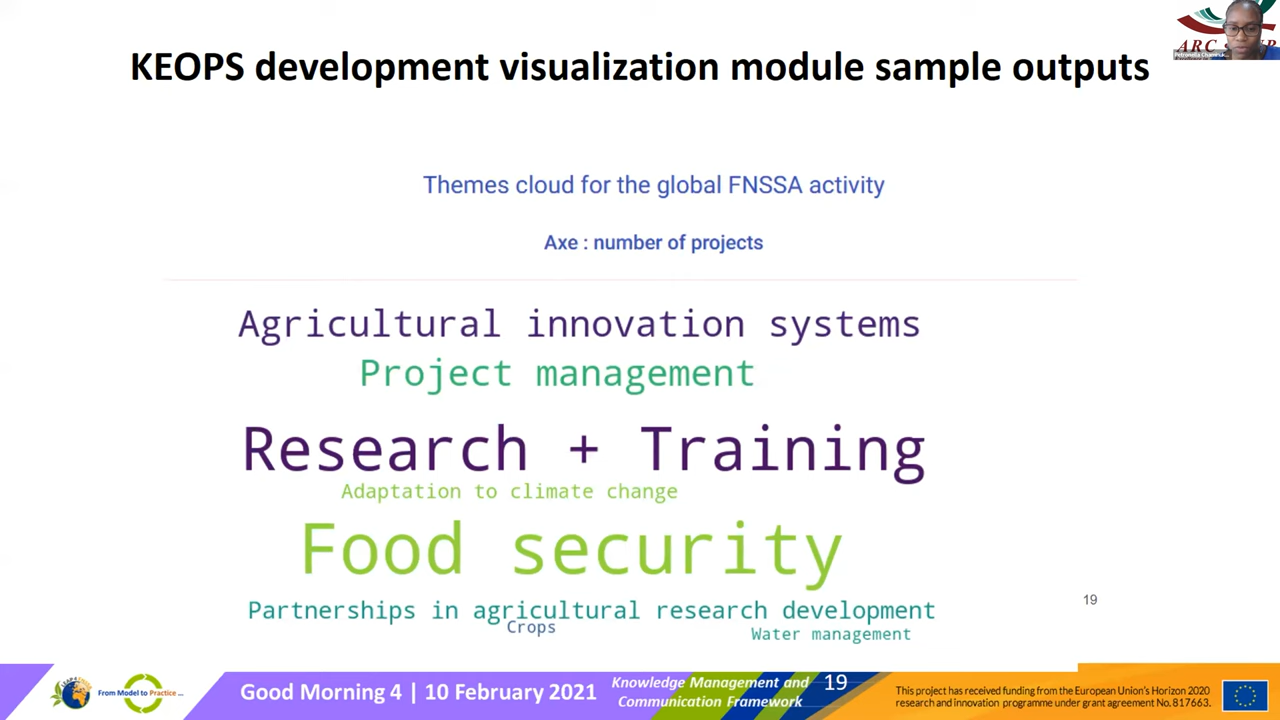 KEOPS development visualization module sample outputs
ARC
Themes cloud for the global FNSSA activity
Axe : number of projects
Agricultural innovation systems
Project management
Research + Training
Adaptation to climate change
Food security
Partnerships in agricultural research development
Crops
Water management
19
From Model to Practice ...
Good Morning 4 | 10 February 2021
Knowledge Management and
Communication Framework
19
This project has received funding from the European Union's Horizon 2020
research and innovation programme under grant agreement No. 817663.